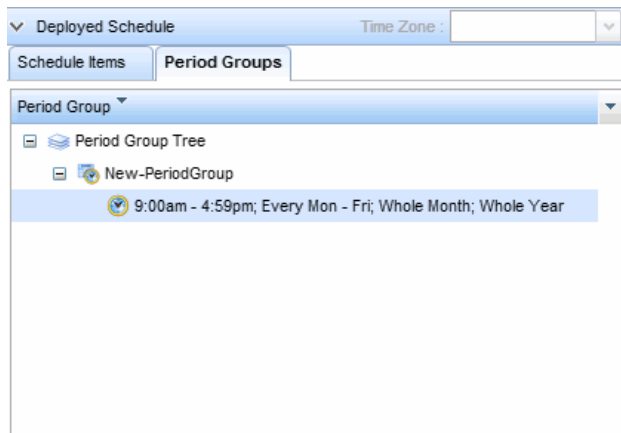 Deployed Schedule Time Zone :
Schedule Items Period Groups
Period Group
Period Group Tree
New-PeriodGroup
9:00am - 4:59pm; Every Mon - Fri; Whole Month; Whole Year